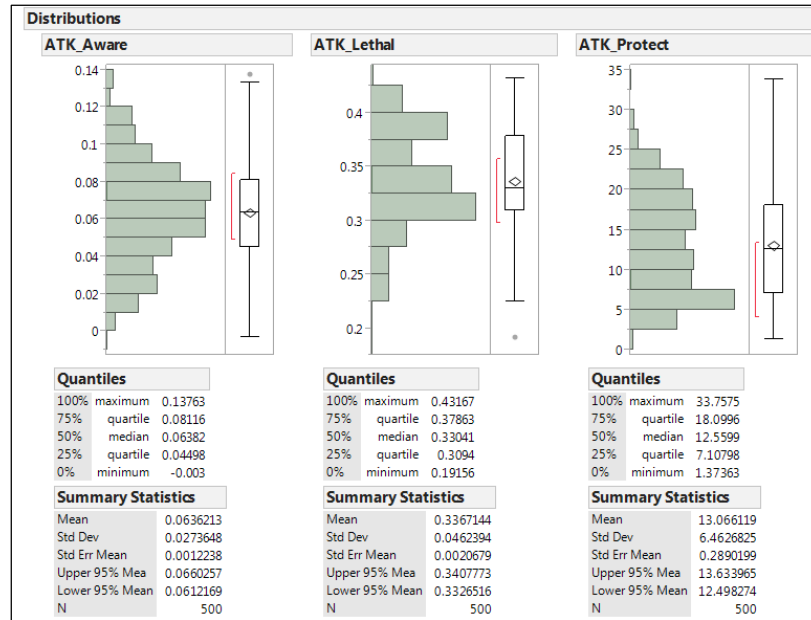 Distributions
ATK_Aware
0.14
0.12
0.1
0.08
0.06
0.04
0.02
0
Quantiles
100% maximum 0.13763
75% quartile 0.08116
50% median 0.06382
25% quartile 0.04498
0% minimum -0.003
Summary Statistics
Mean 0.0636213
Std Dev 0.0273648
Std Err Mean 0.0012238
Upper 95% Mea 0.0660257
Lower 95% Mean 0.0612169
N 500
ATK_Lethal
0.4
0.35
0.3
0.25
0.2
Quantiles
100% maximum 0.43167
75% quartile 0.37863
50% median 0.33041
25% quartile 0.3094
0% minimum 0.19156
Summary Statistics
Mean 0.3367144
Std Dev 0.0462394
Std Err Mean 0.0020679
Upper 95% Mea 0.3407773
Lower 95% Mean 0.3326516
N 500
ATK_Protect
35
30
25
20
15
10
5
0
Quantiles
100% maximum 33.7575
75% quartile 18.0996
50% median 12.5599
25% quartile 7.10798
0% minimum 1.37363
Summary Statistics
Mean 13.066119
Std Dev 6.4626825
Std Err Mean 0.2890199
Upper 95% Mea 13.633965
Lower 95% Mean 12.498274
N 500